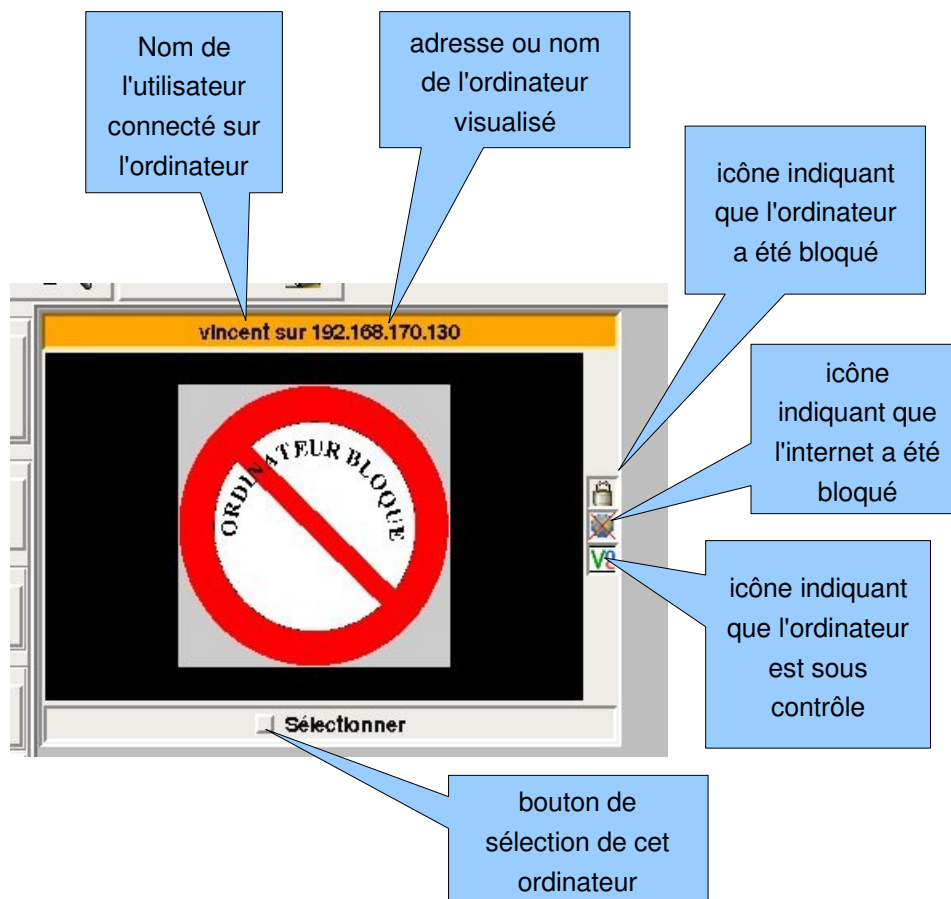 Nom de
l'utilisateur
connecté sur
l'ordinateur
adresse ou nom
de l'ordinateur
visualisé
icône indiquant
que l'ordinateur
a été bloqué
vincent sur 192.168.170.130
ORDINATEUR BLOQUE
icône
indiquant que
l'internet a été
bloqué
icône indiquant
que l'ordinateur
est sous
contrôle
Sélectionner
bouton de
sélection de cet
ordinateur